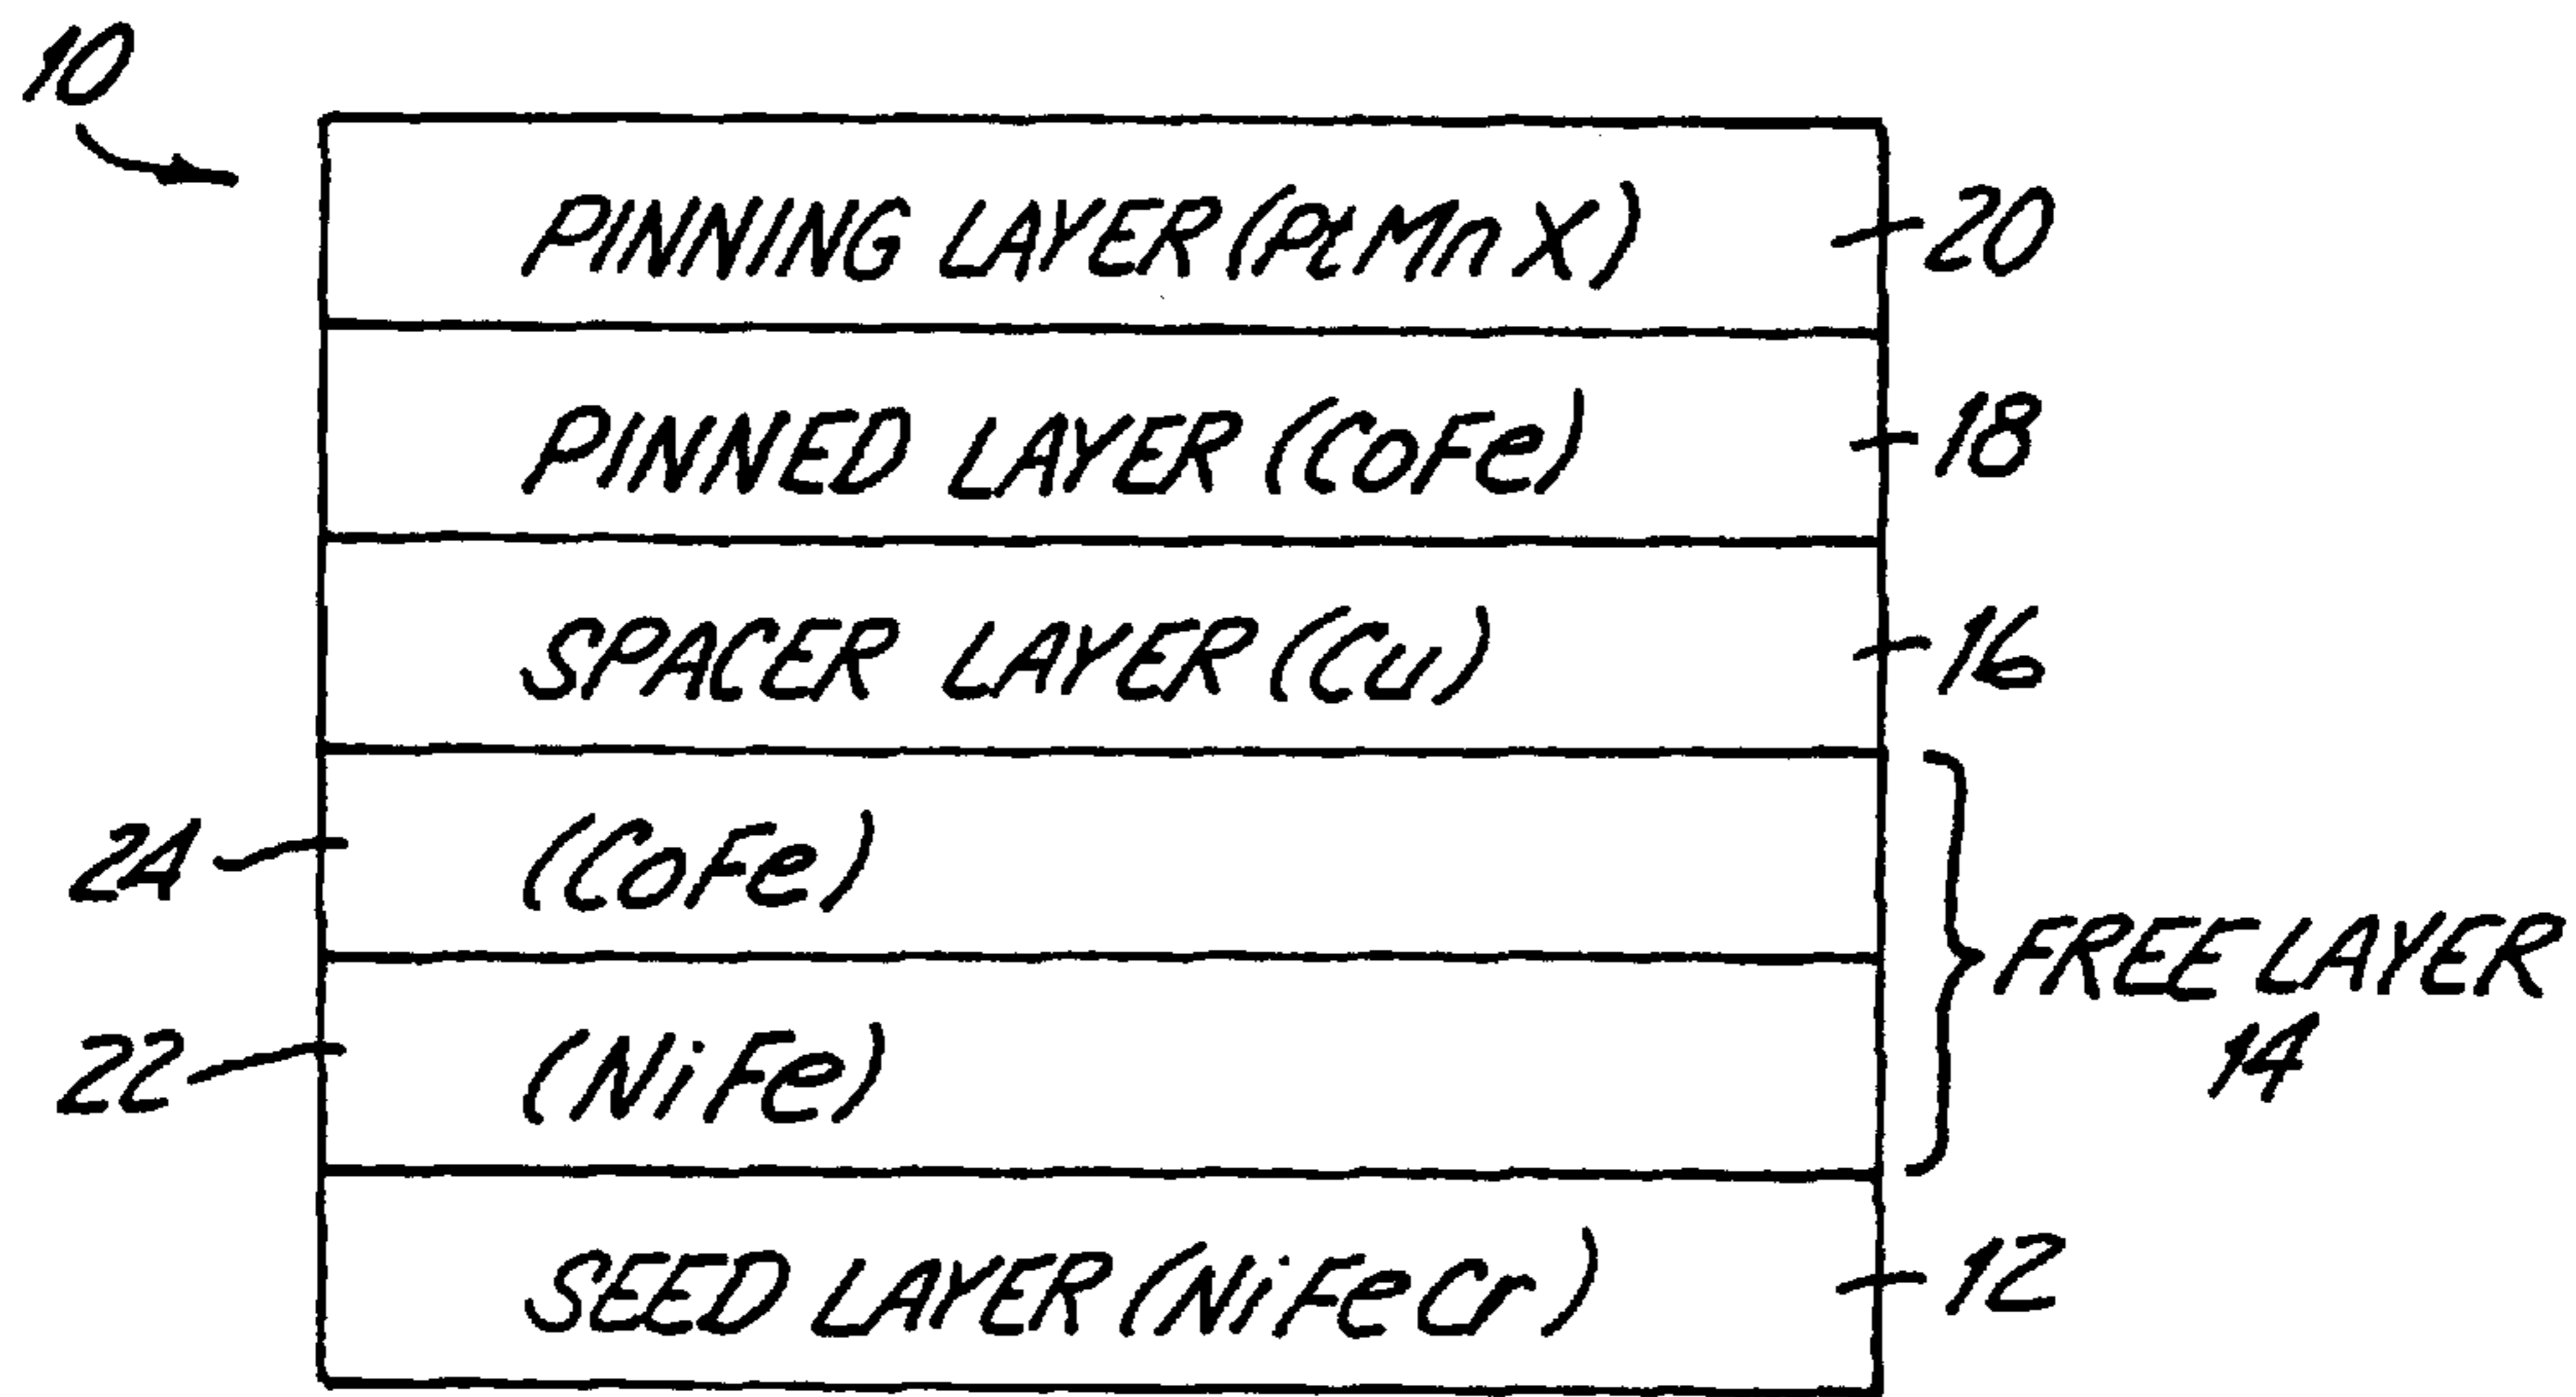 10
PINNING LAYER (PtMnX) 20
PINNED LAYER (CoFe) 18
SPACER LAYER (Cu) 16
24 (CoFe)
FREE LAYER
14
22 (NiFe)
SEED LAYER (NiFeCr) 12